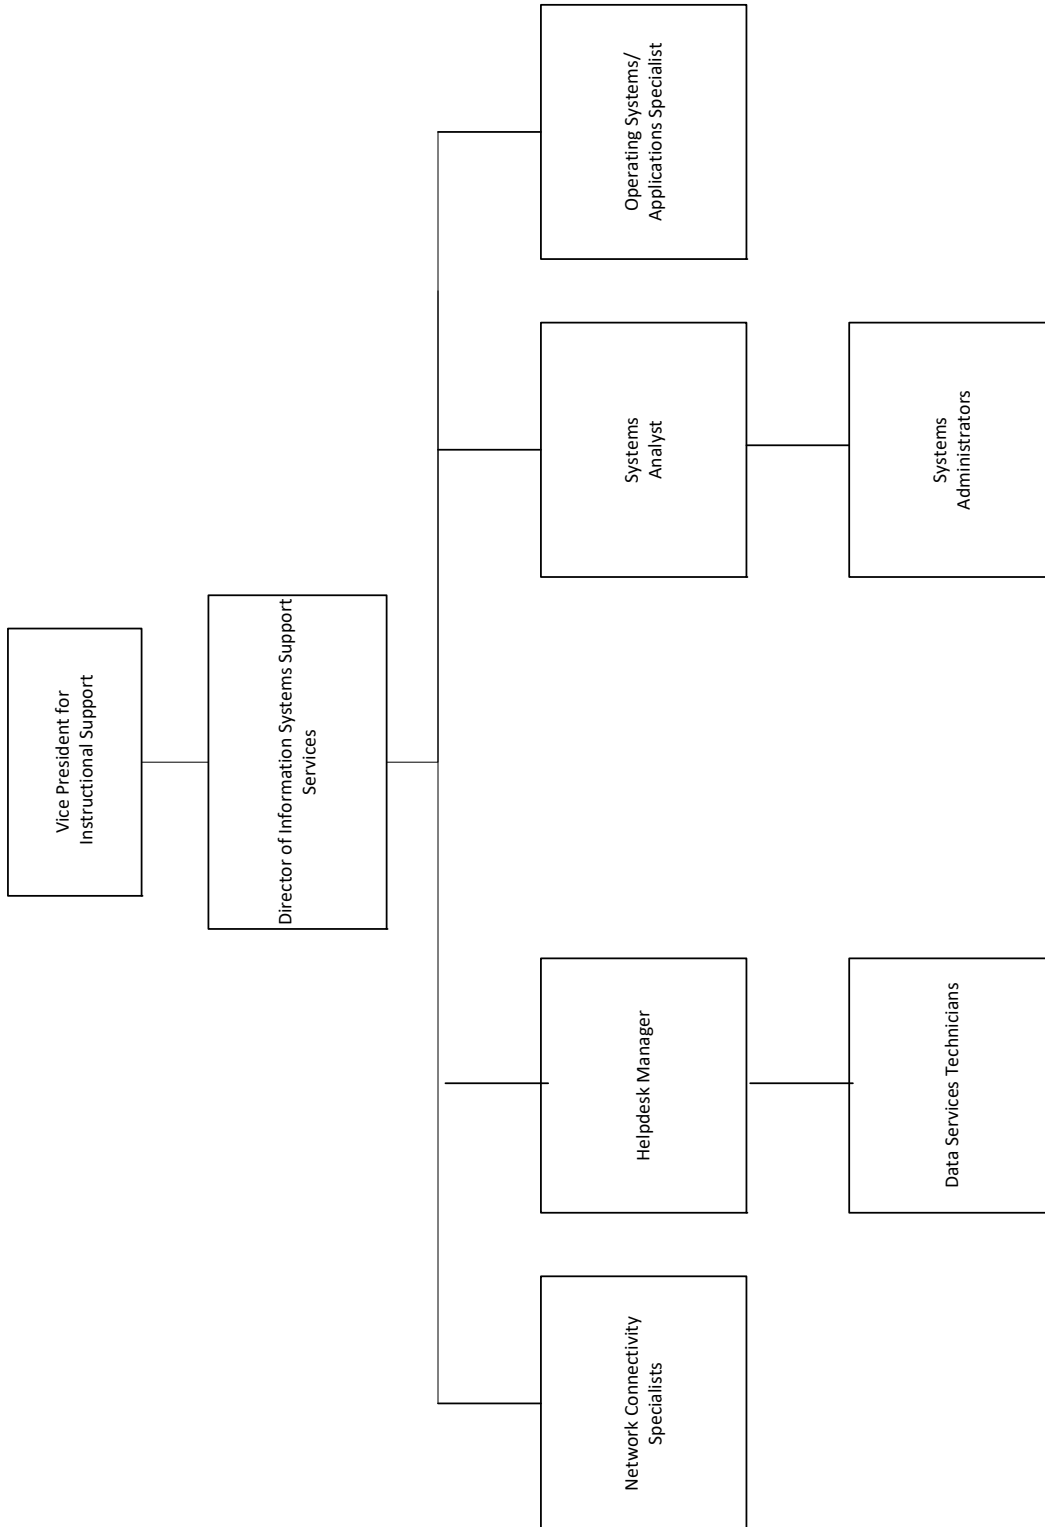 Vice President for
Instructional Support
Director of Information Systems Support
Services
Network Connectivity
Specialists
Helpdesk Manager
Systems
Analyst
Operating Systems/
Applications Specialist
Data Services Technicians
Systems
Administrators